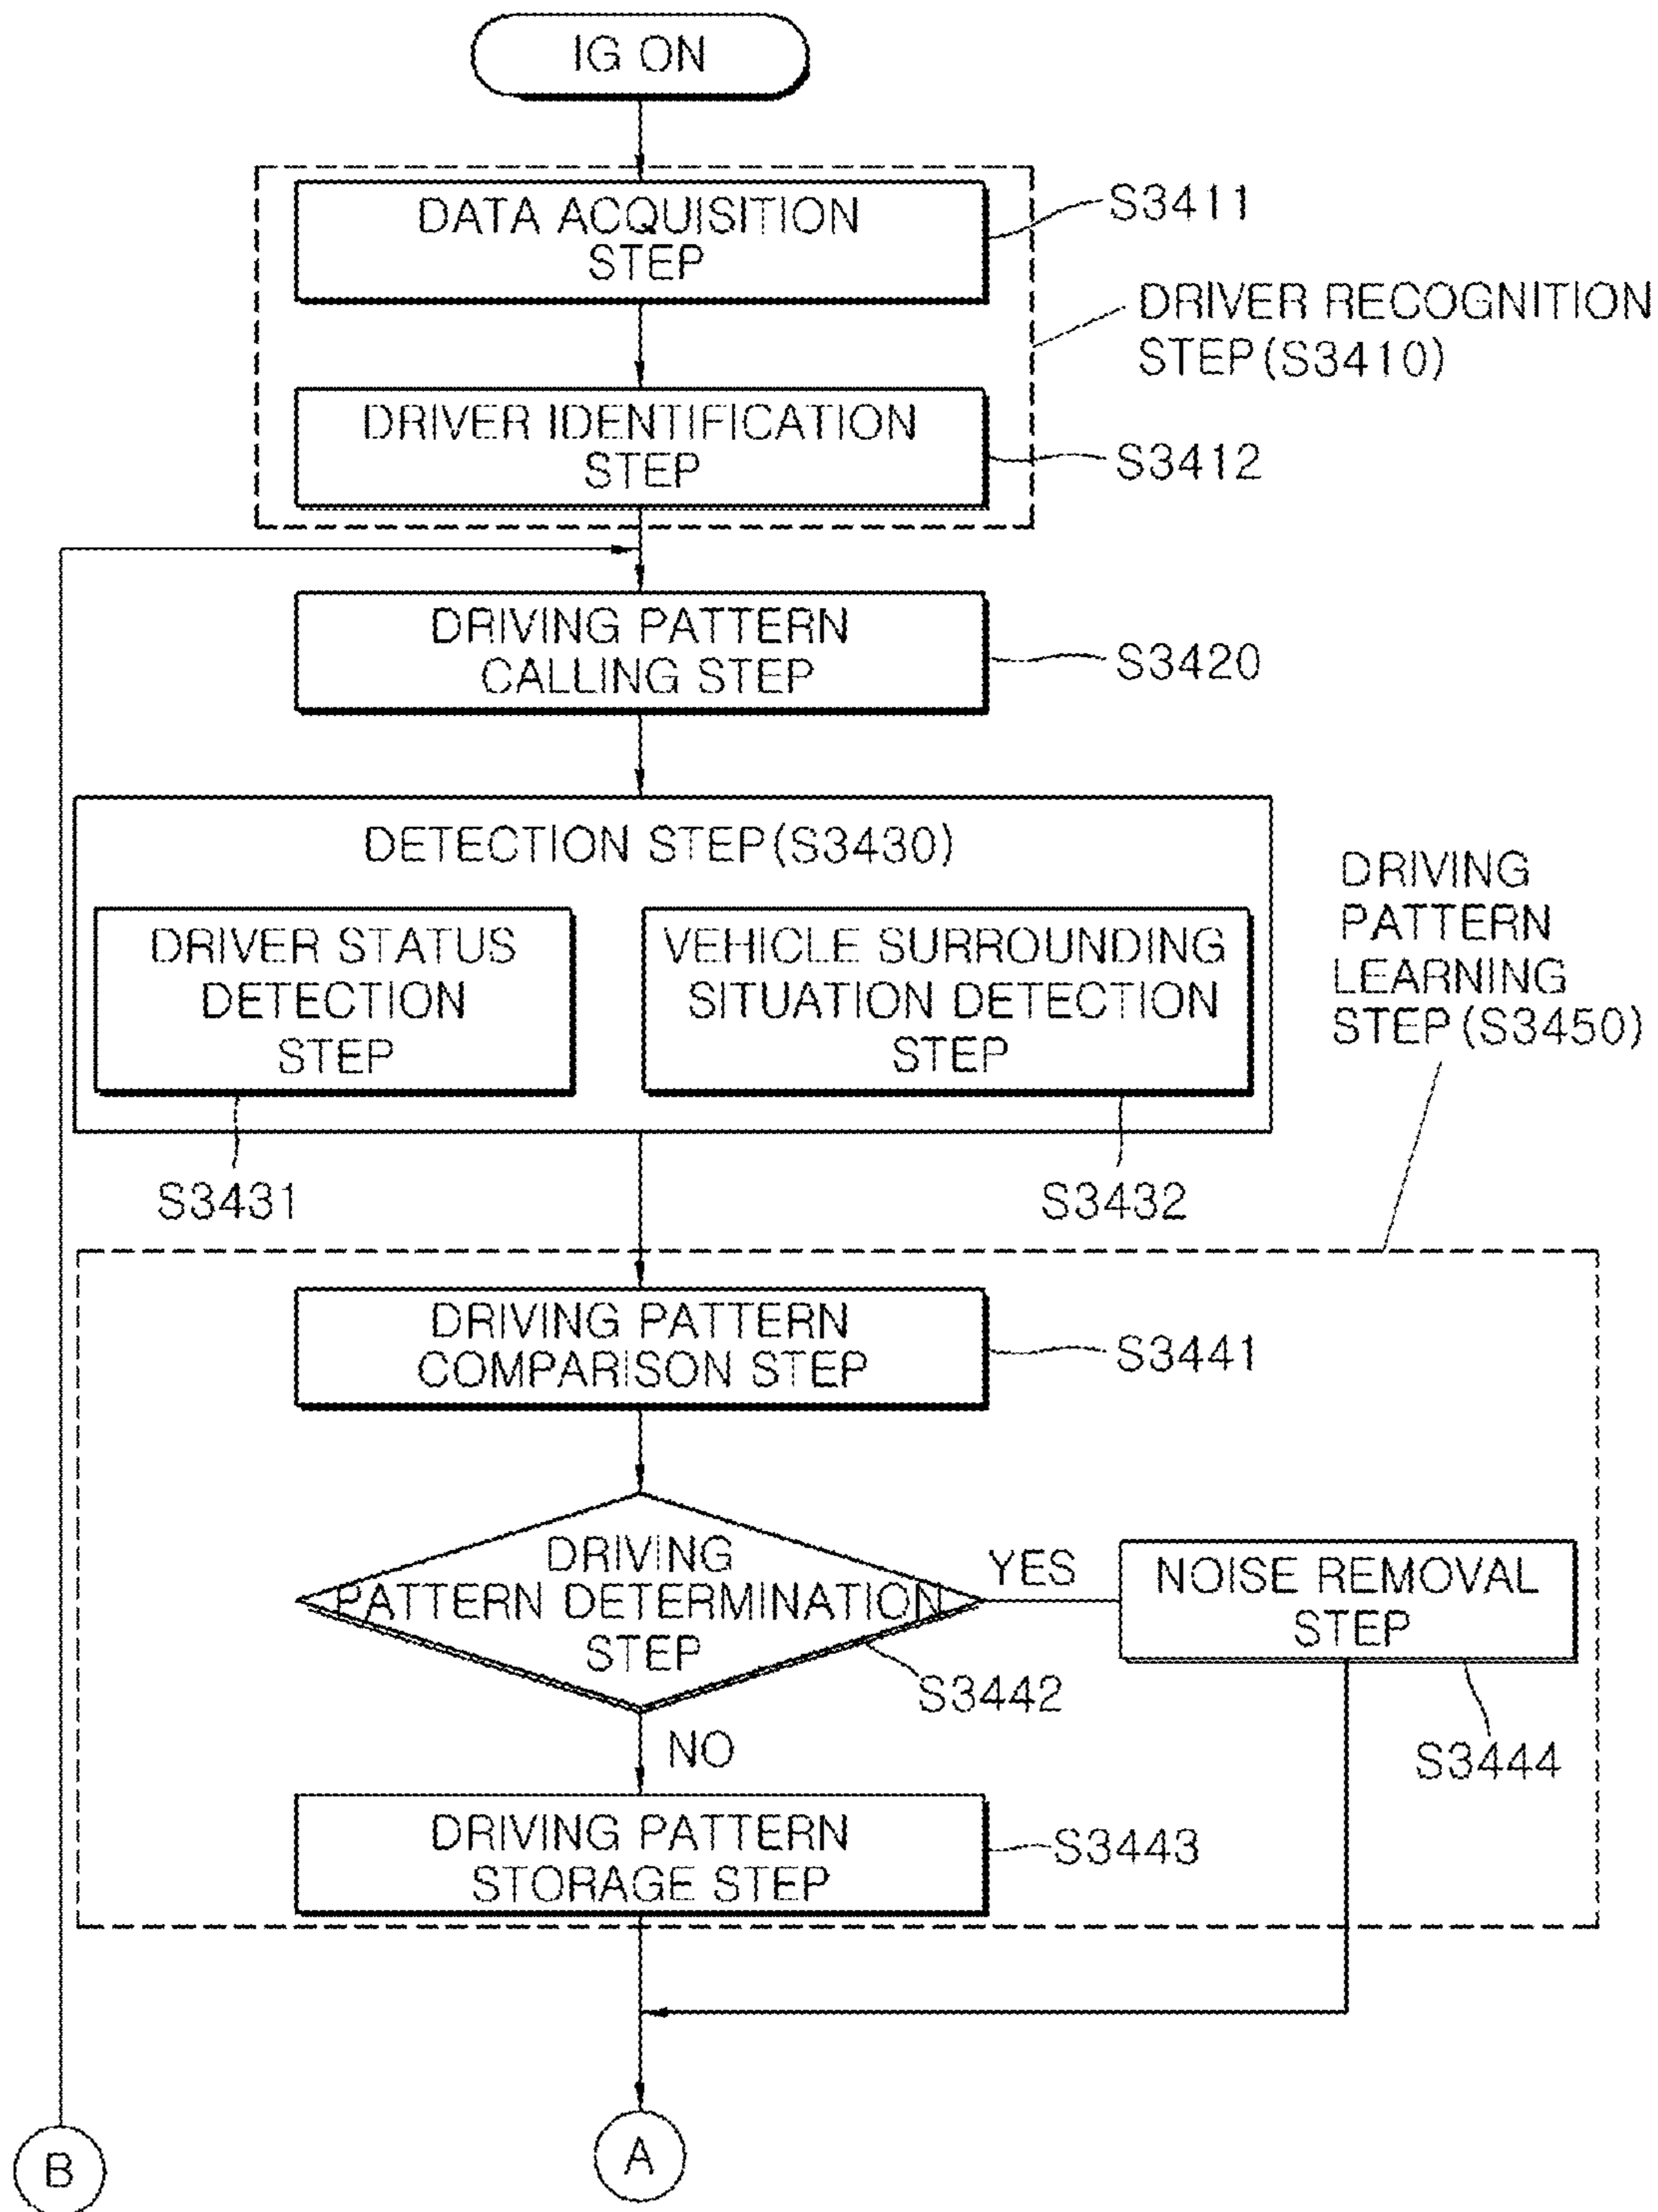 IG ON
DATA ACQUISITION
STEP
S3411
DRIVER RECOGNITION
STEP(S3410)
DRIVER IDENTIFICATION
STEP
S3412
DRIVING PATTERN
CALLING STEP
S3420
DETECTION STEP(S3430)
DRIVER STATUS
DETECTION
STEP
VEHICLE SURROUNDING
SITUATION DETECTION
STEP
DRIVING
PATTERN
LEARNING
STEP(S3450)
S3431
S3432
DRIVING PATTERN
COMPARISON STEP
S3441
DRIVING
PATTERN DETERMINATION
STEP
YES
NOISE REMOVAL
STEP
S3442
NO
S3444
DRIVING PATTERN
STORAGE STEP
S3443
B
A